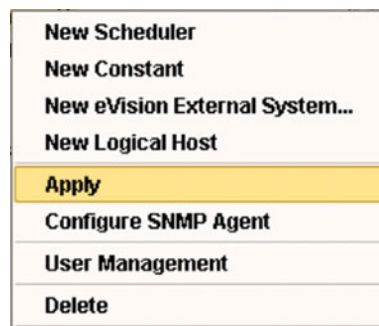 New Scheduler
New Constant
New eVision External System...
New Logical Host
Apply
Configure SNMP Agent
User Management
Delete